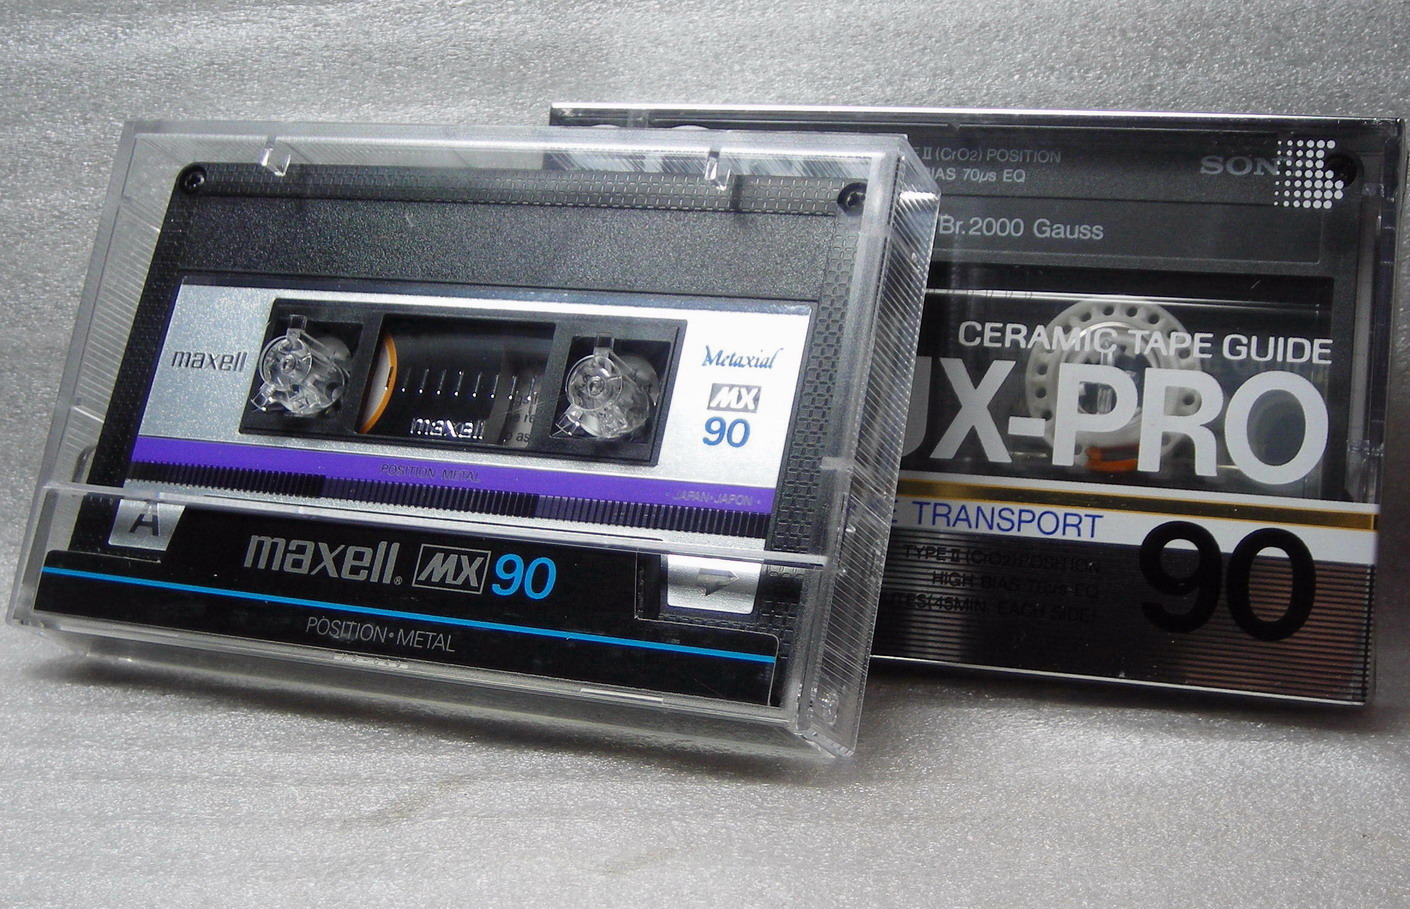 maxell
maxell
Metaxial
MX
90
POSITION METAL
JAPAN·JAPON
A
maxell® MX 90
POSITION•METAL
II (CrO2) POSITION
BIAS 70μs EQ
SON
Br.2000 Gauss
CERAMIC TAPE GUIDE
UX-PRO
TRANSPORT
90
TYPE II (CrO2) POSITION
HIGH BIAS 70μs EQ
(45MIN. EACH SIDE)